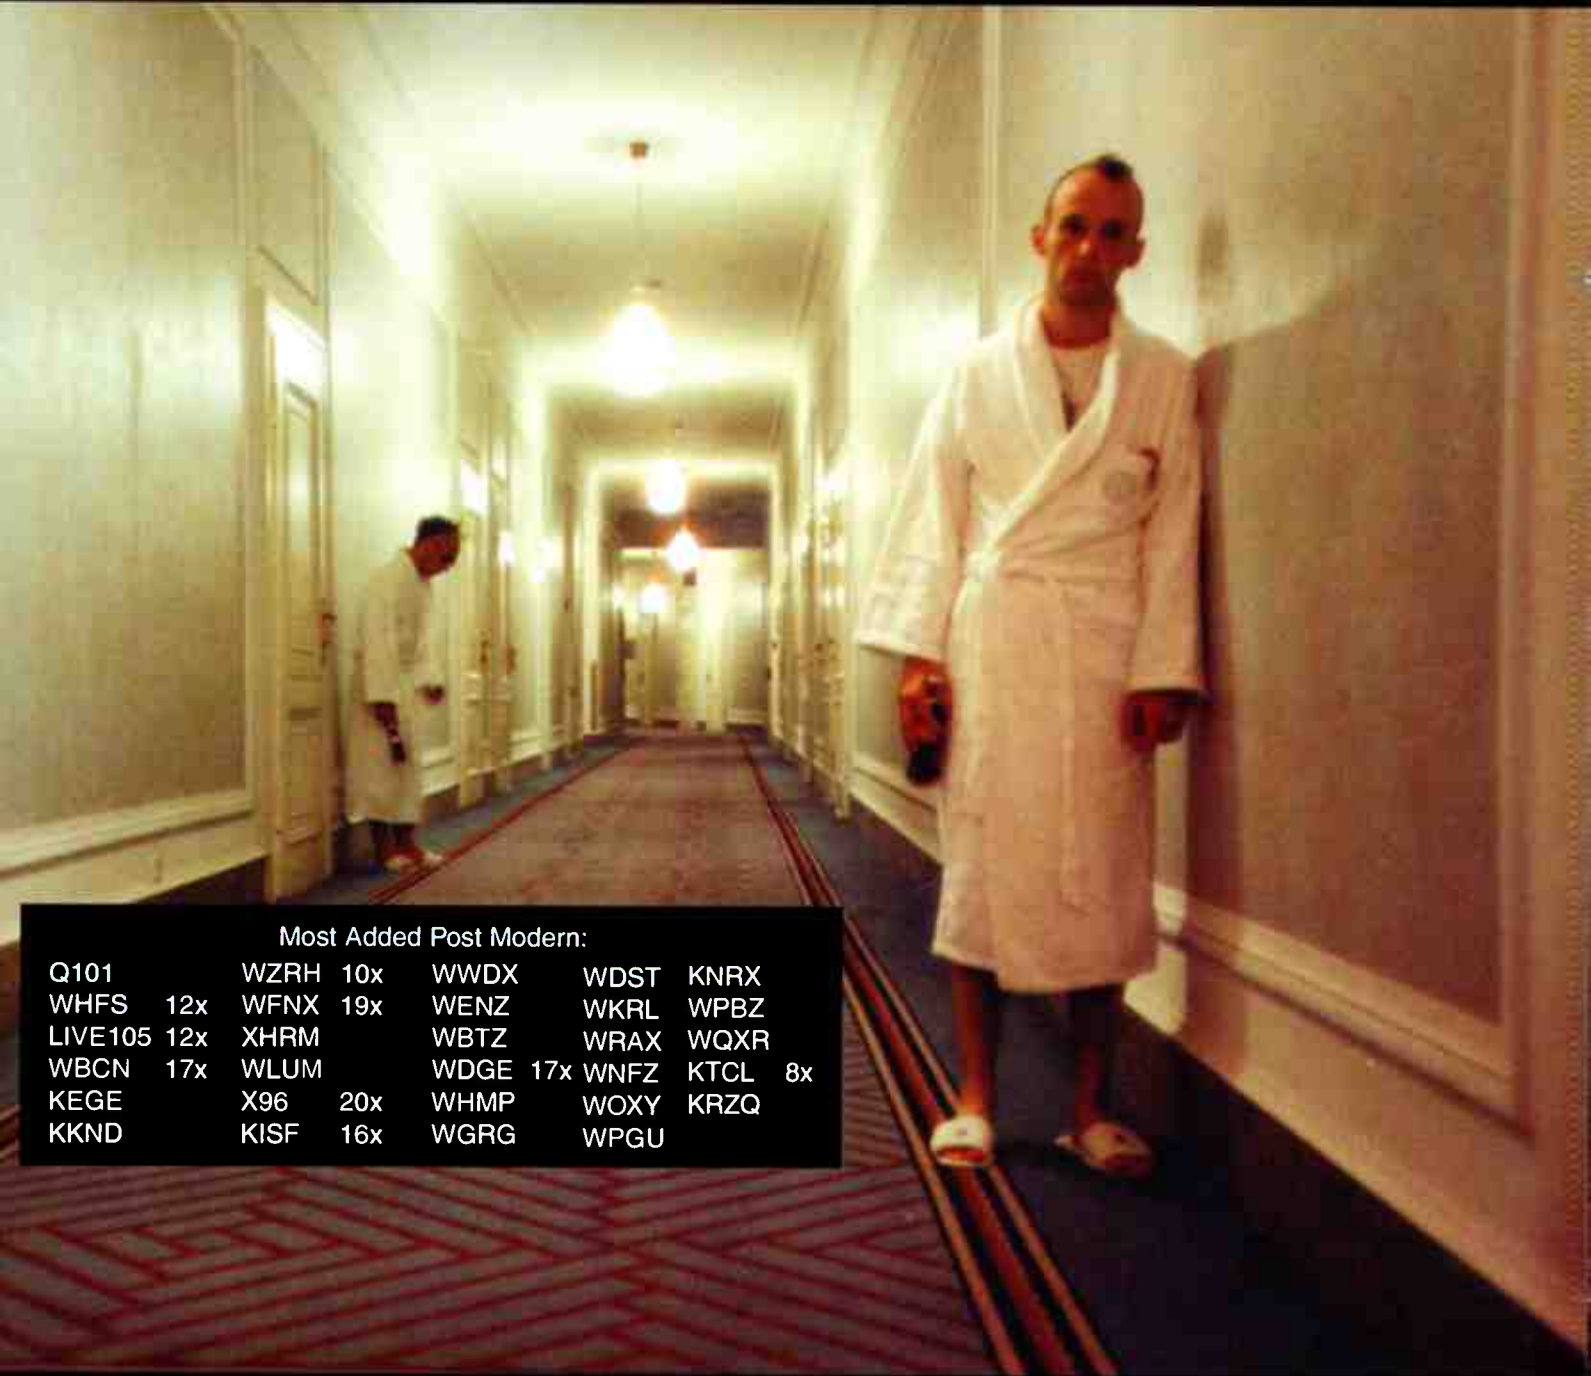 Most Added Post Modern:
Q101 WZRH 10x WWDX WDST KNRX
WHFS 12x WFNX 19x WENZ WKRL WPBZ
LIVE105 12x XHRM WBTZ WRAX WQXR
WBCN 17x WLUM WDGE 17x WNFZ KTCL 8x
KEGE X96 20x WHMP WOXY KRZQ
KKND KISF 16x WGRG WPGU